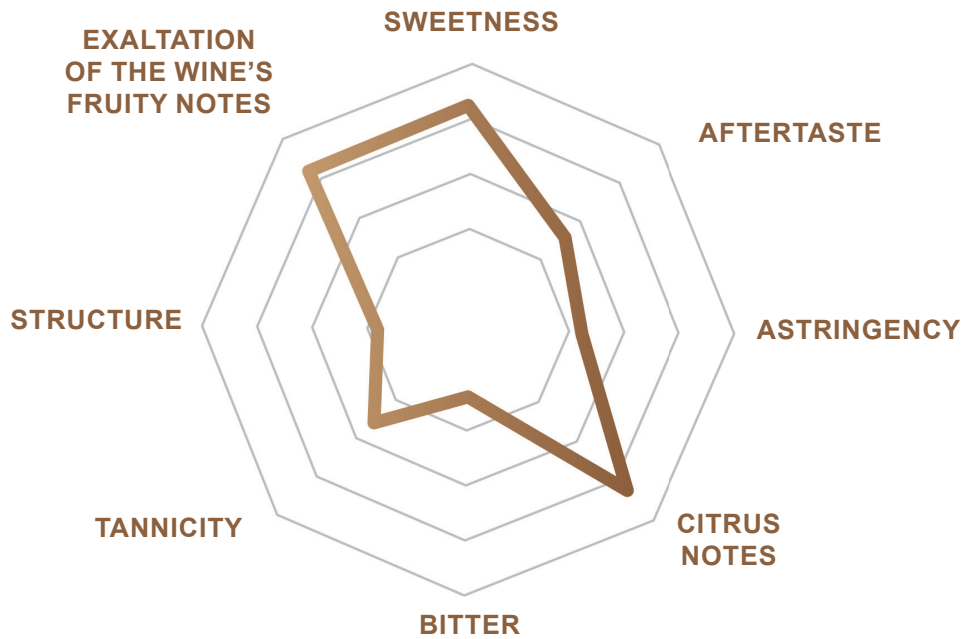 SWEETNESS
EXALTATION
OF THE WINE’S
FRUITY NOTES
AFTERTASTE
STRUCTURE
ASTRINGENCY
TANNICITY
CITRUS
NOTES
BITTER